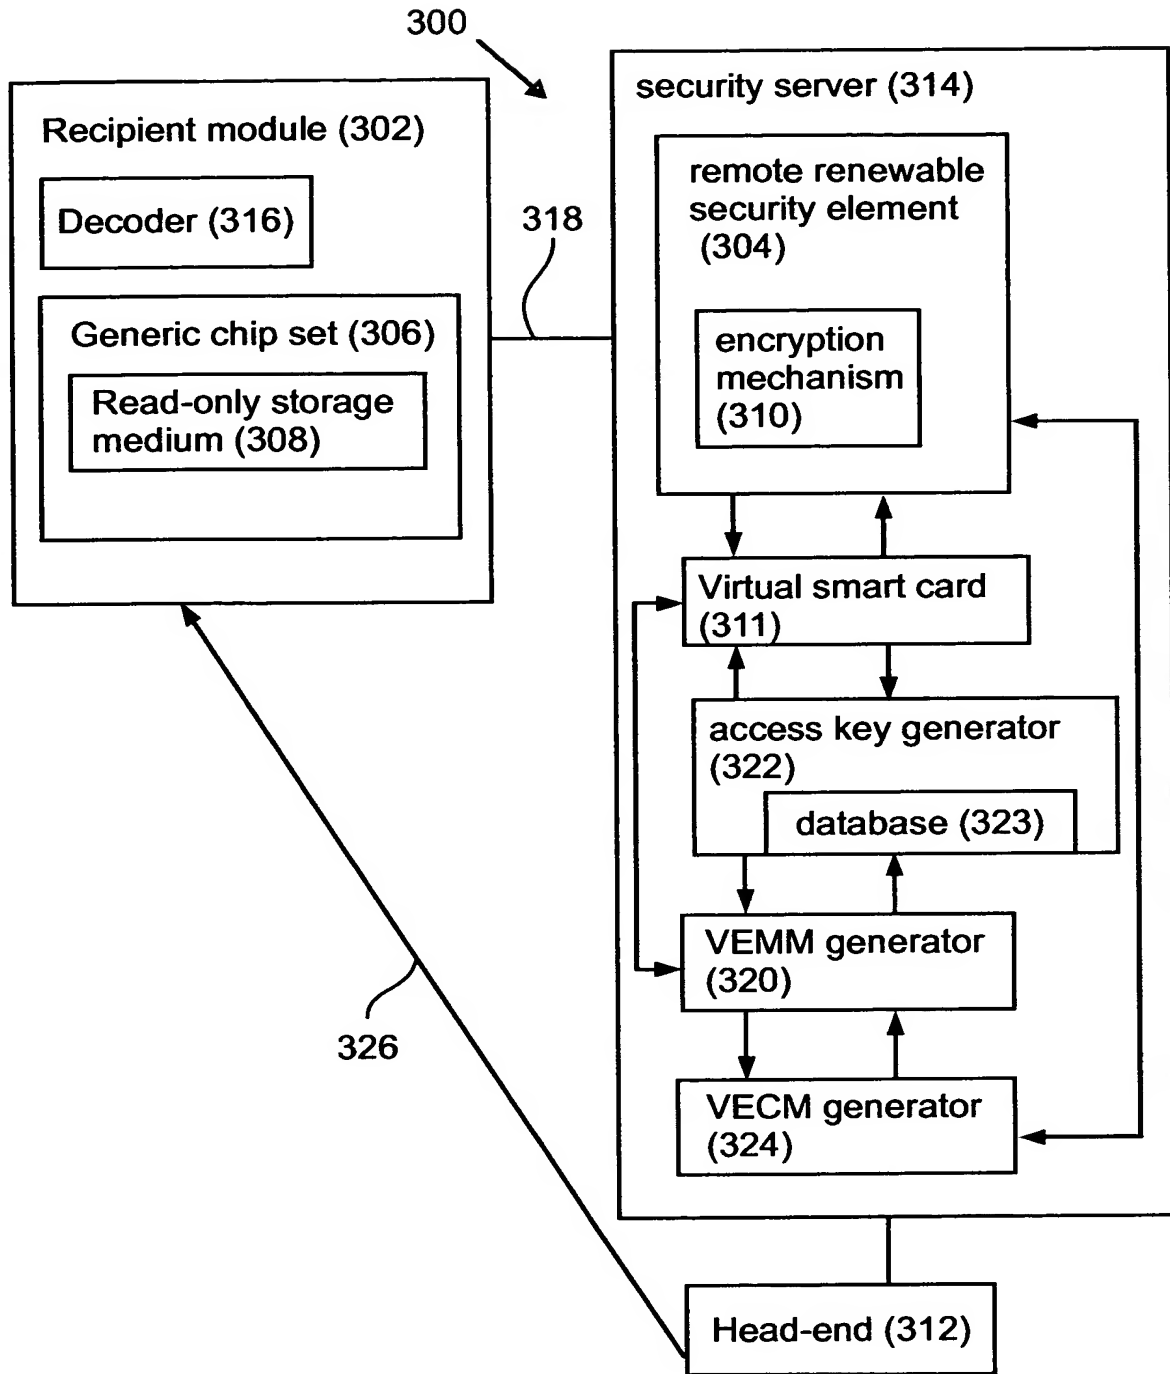 300
Recipient module (302)
Decoder (316)
Generic chip set (306)
Read-only storage
medium (308)
318
security server (314)
remote renewable
security element
(304)
encryption
mechanism
(310)
Virtual smart card
(311)
access key generator
(322)
database (323)
VEMM generator
(320)
VECM generator
(324)
326
Head-end (312)